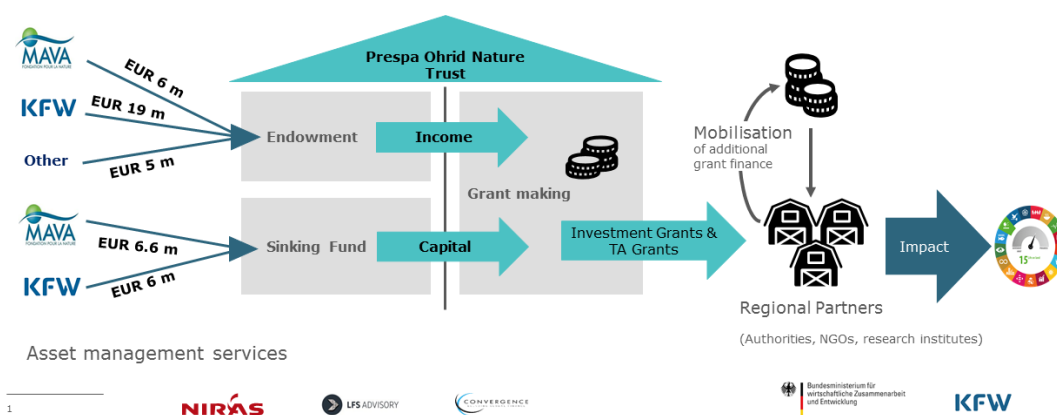 Prespa Ohrid Nature
Trust
MAVA
FONDATION POUR LA NATURE
EUR 6 m
KFW
EUR 19 m
Other
EUR 5 m
Endowment
Income
Mobilisation
of additional
grant finance
Grant making
MAVA
FONDATION POUR LA NATURE
EUR 6.6 m
KFW
EUR 6 m
Sinking Fund
Capital
Investment Grants &
TA Grants
Impact
15
Regional Partners
(Authorities, NGOs, research institutes)
Asset management services
1
NIRAS
LFS ADVISORY
CONVERGENCE
Bundesministerium für
wirtschaftliche Zusammenarbeit
und Entwicklung
KFW